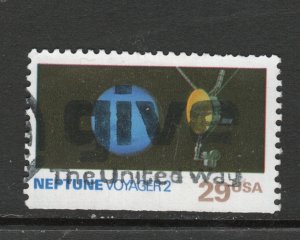 give
The United Way
NEPTUNE VOYAGER 2
29 USA